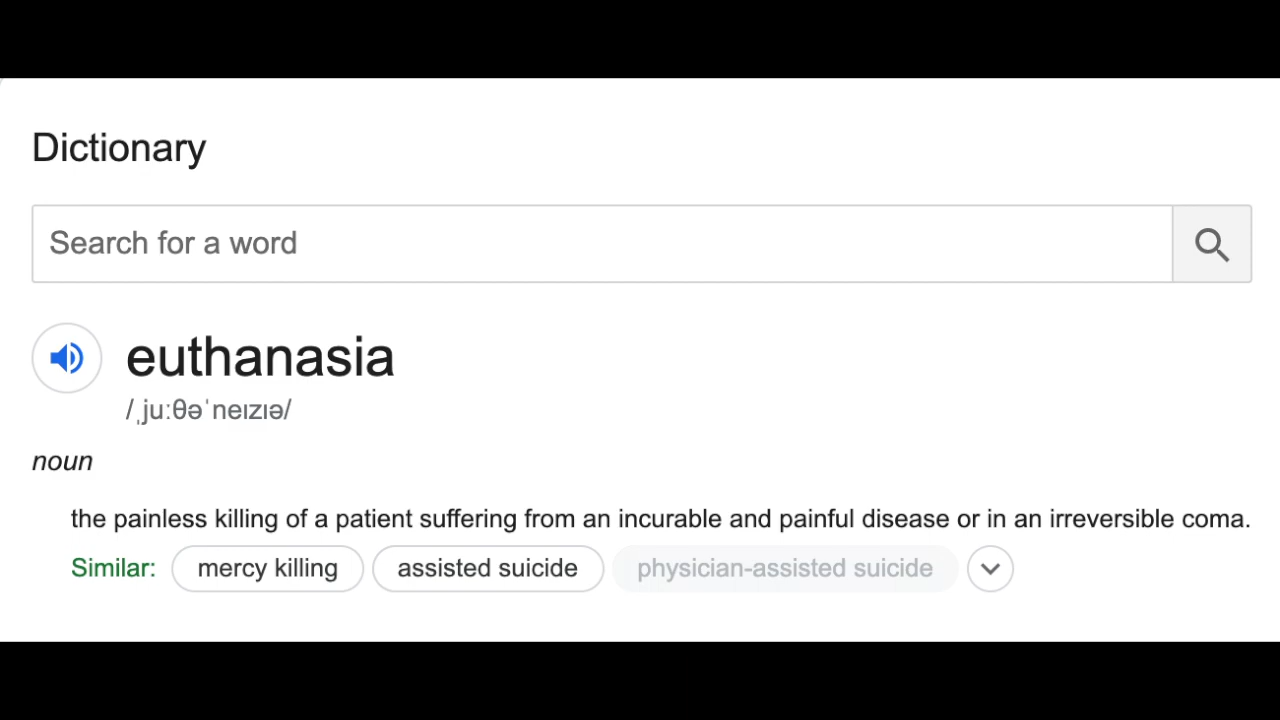 Dictionary
Search for a word
euthanasia
/ˌjuːθəˈneɪzɪə/
noun
the painless killing of a patient suffering from an incurable and painful disease or in an irreversible coma.
Similar: mercy killing assisted suicide physician-assisted suicide